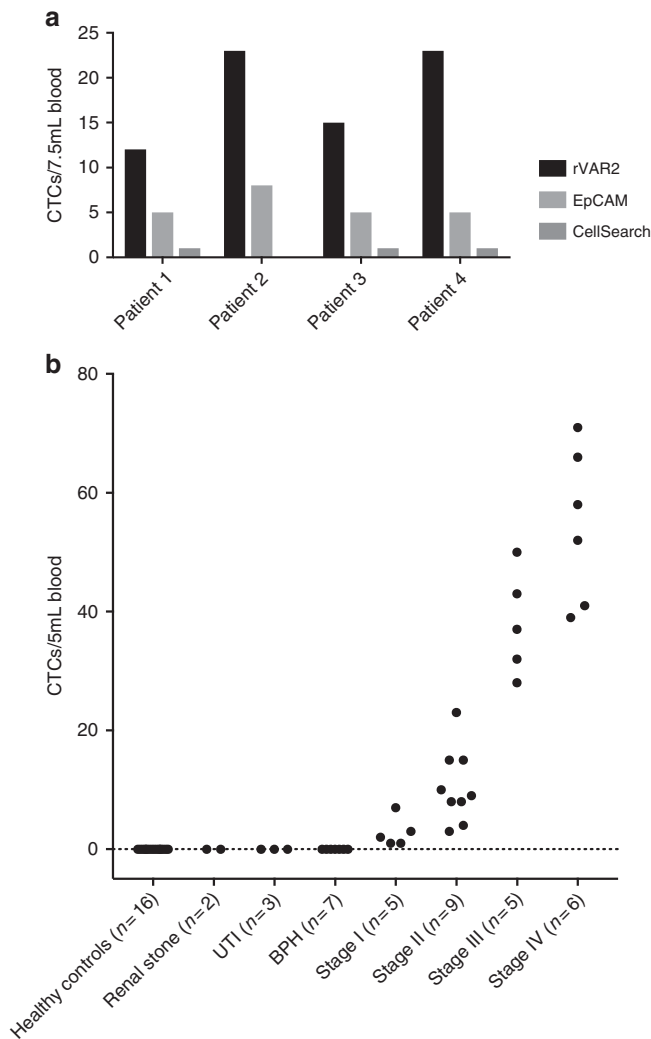 a
25
20
15
10
5
0
CTCs/7.5mL blood
Patient 1
Patient 2
Patient 3
Patient 4
rVAR2
EpCAM
CellSearch
b
80
60
40
20
0
CTCs/5mL blood
Healthy controls (n=16)
Renal stone (n=2)
UTI (n=3)
BPH (n=7)
Stage I (n=5)
Stage II (n=9)
Stage III (n=5)
Stage IV (n=6)